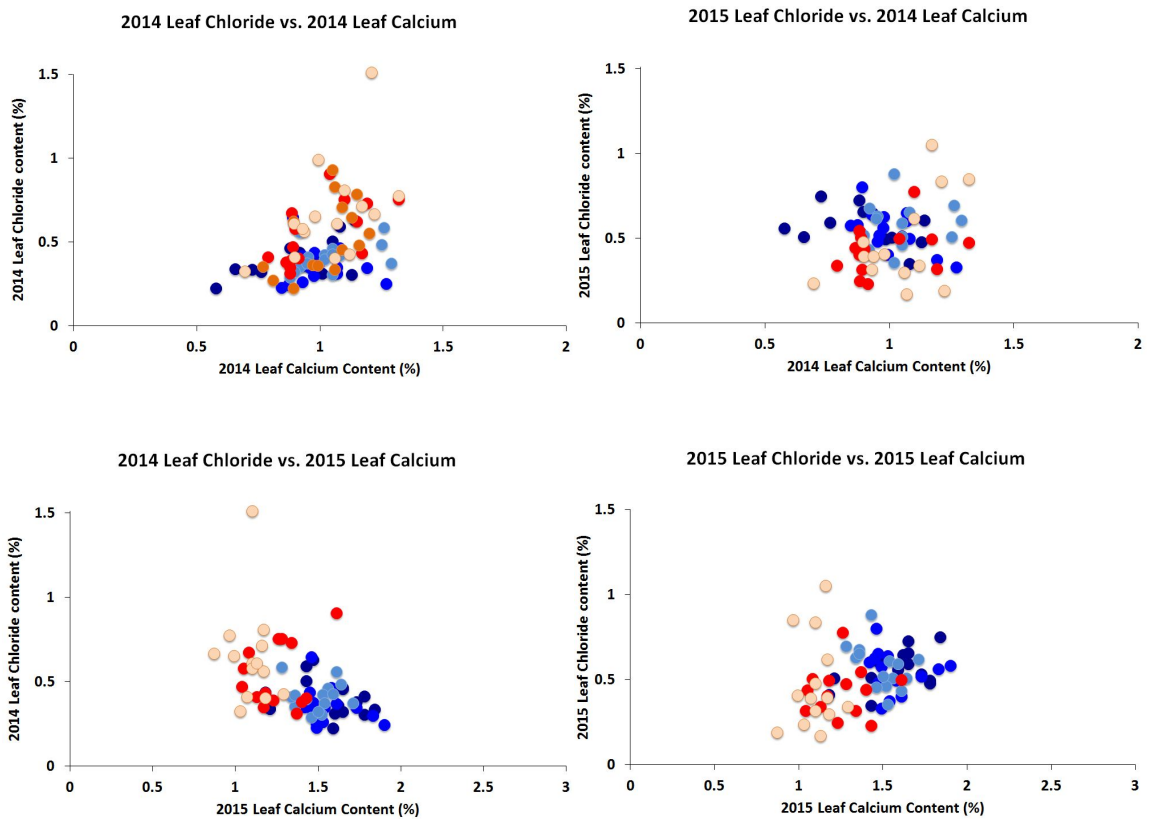 2014 Leaf Chloride vs. 2014 Leaf Calcium
2014 Leaf Chloride content (%)
1.5
1
0.5
0
0 0.5 1 1.5 2
2014 Leaf Calcium Content (%)
2015 Leaf Chloride vs. 2014 Leaf Calcium
2015 Leaf Chloride content (%)
1.5
1
0.5
0
0 0.5 1 1.5 2
2014 Leaf Calcium Content (%)
2014 Leaf Chloride vs. 2015 Leaf Calcium
2014 Leaf Chloride content (%)
1.5
1
0.5
0
0 0.5 1 1.5 2 2.5 3
2015 Leaf Calcium Content (%)
2015 Leaf Chloride vs. 2015 Leaf Calcium
2015 Leaf Chloride content (%)
1.5
1
0.5
0
0 0.5 1 1.5 2 2.5 3
2015 Leaf Calcium Content (%)